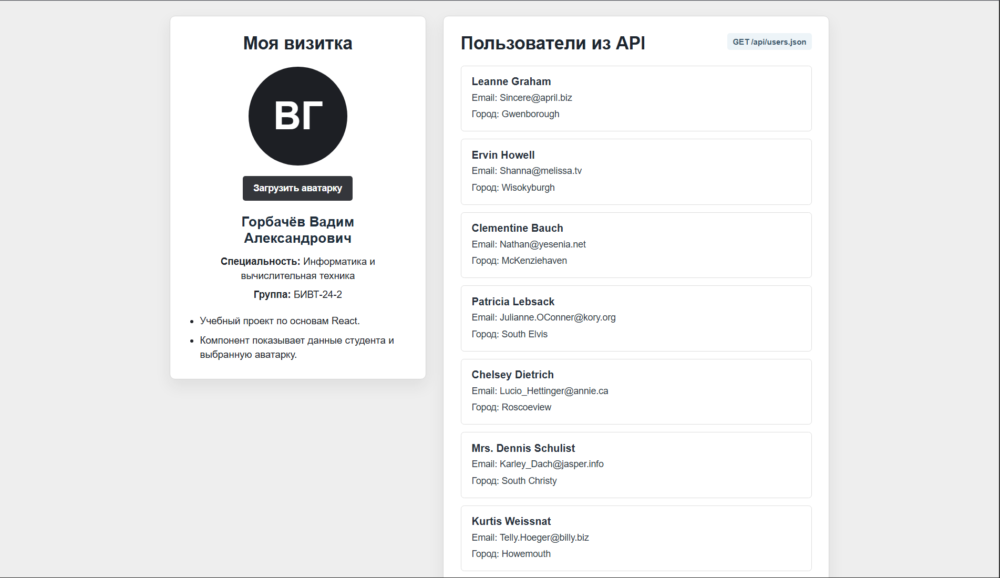 Моя визитка
ВГ
Загрузить аватарку
Горбачёв Вадим
Александрович
Специальность: Информатика и
вычислительная техника
Группа: БИВТ-24-2
Учебный проект по основам React.
Компонент показывает данные студента и
выбранную аватарку.
Пользователи из API
GET /api/users.json
Leanne Graham
Email: Sincere@april.biz
Город: Gwenborough
Ervin Howell
Email: Shanna@melissa.tv
Город: Wisokyburgh
Clementine Bauch
Email: Nathan@yesenia.net
Город: McKenziehaven
Patricia Lebsack
Email: Julianne.OConner@kory.org
Город: South Elvis
Chelsey Dietrich
Email: Lucio_Hettinger@annie.ca
Город: Roscoeview
Mrs. Dennis Schulist
Email: Karley_Dach@jasper.info
Город: South Christy
Kurtis Weissnat
Email: Telly.Hoeger@billy.biz
Город: Howemouth